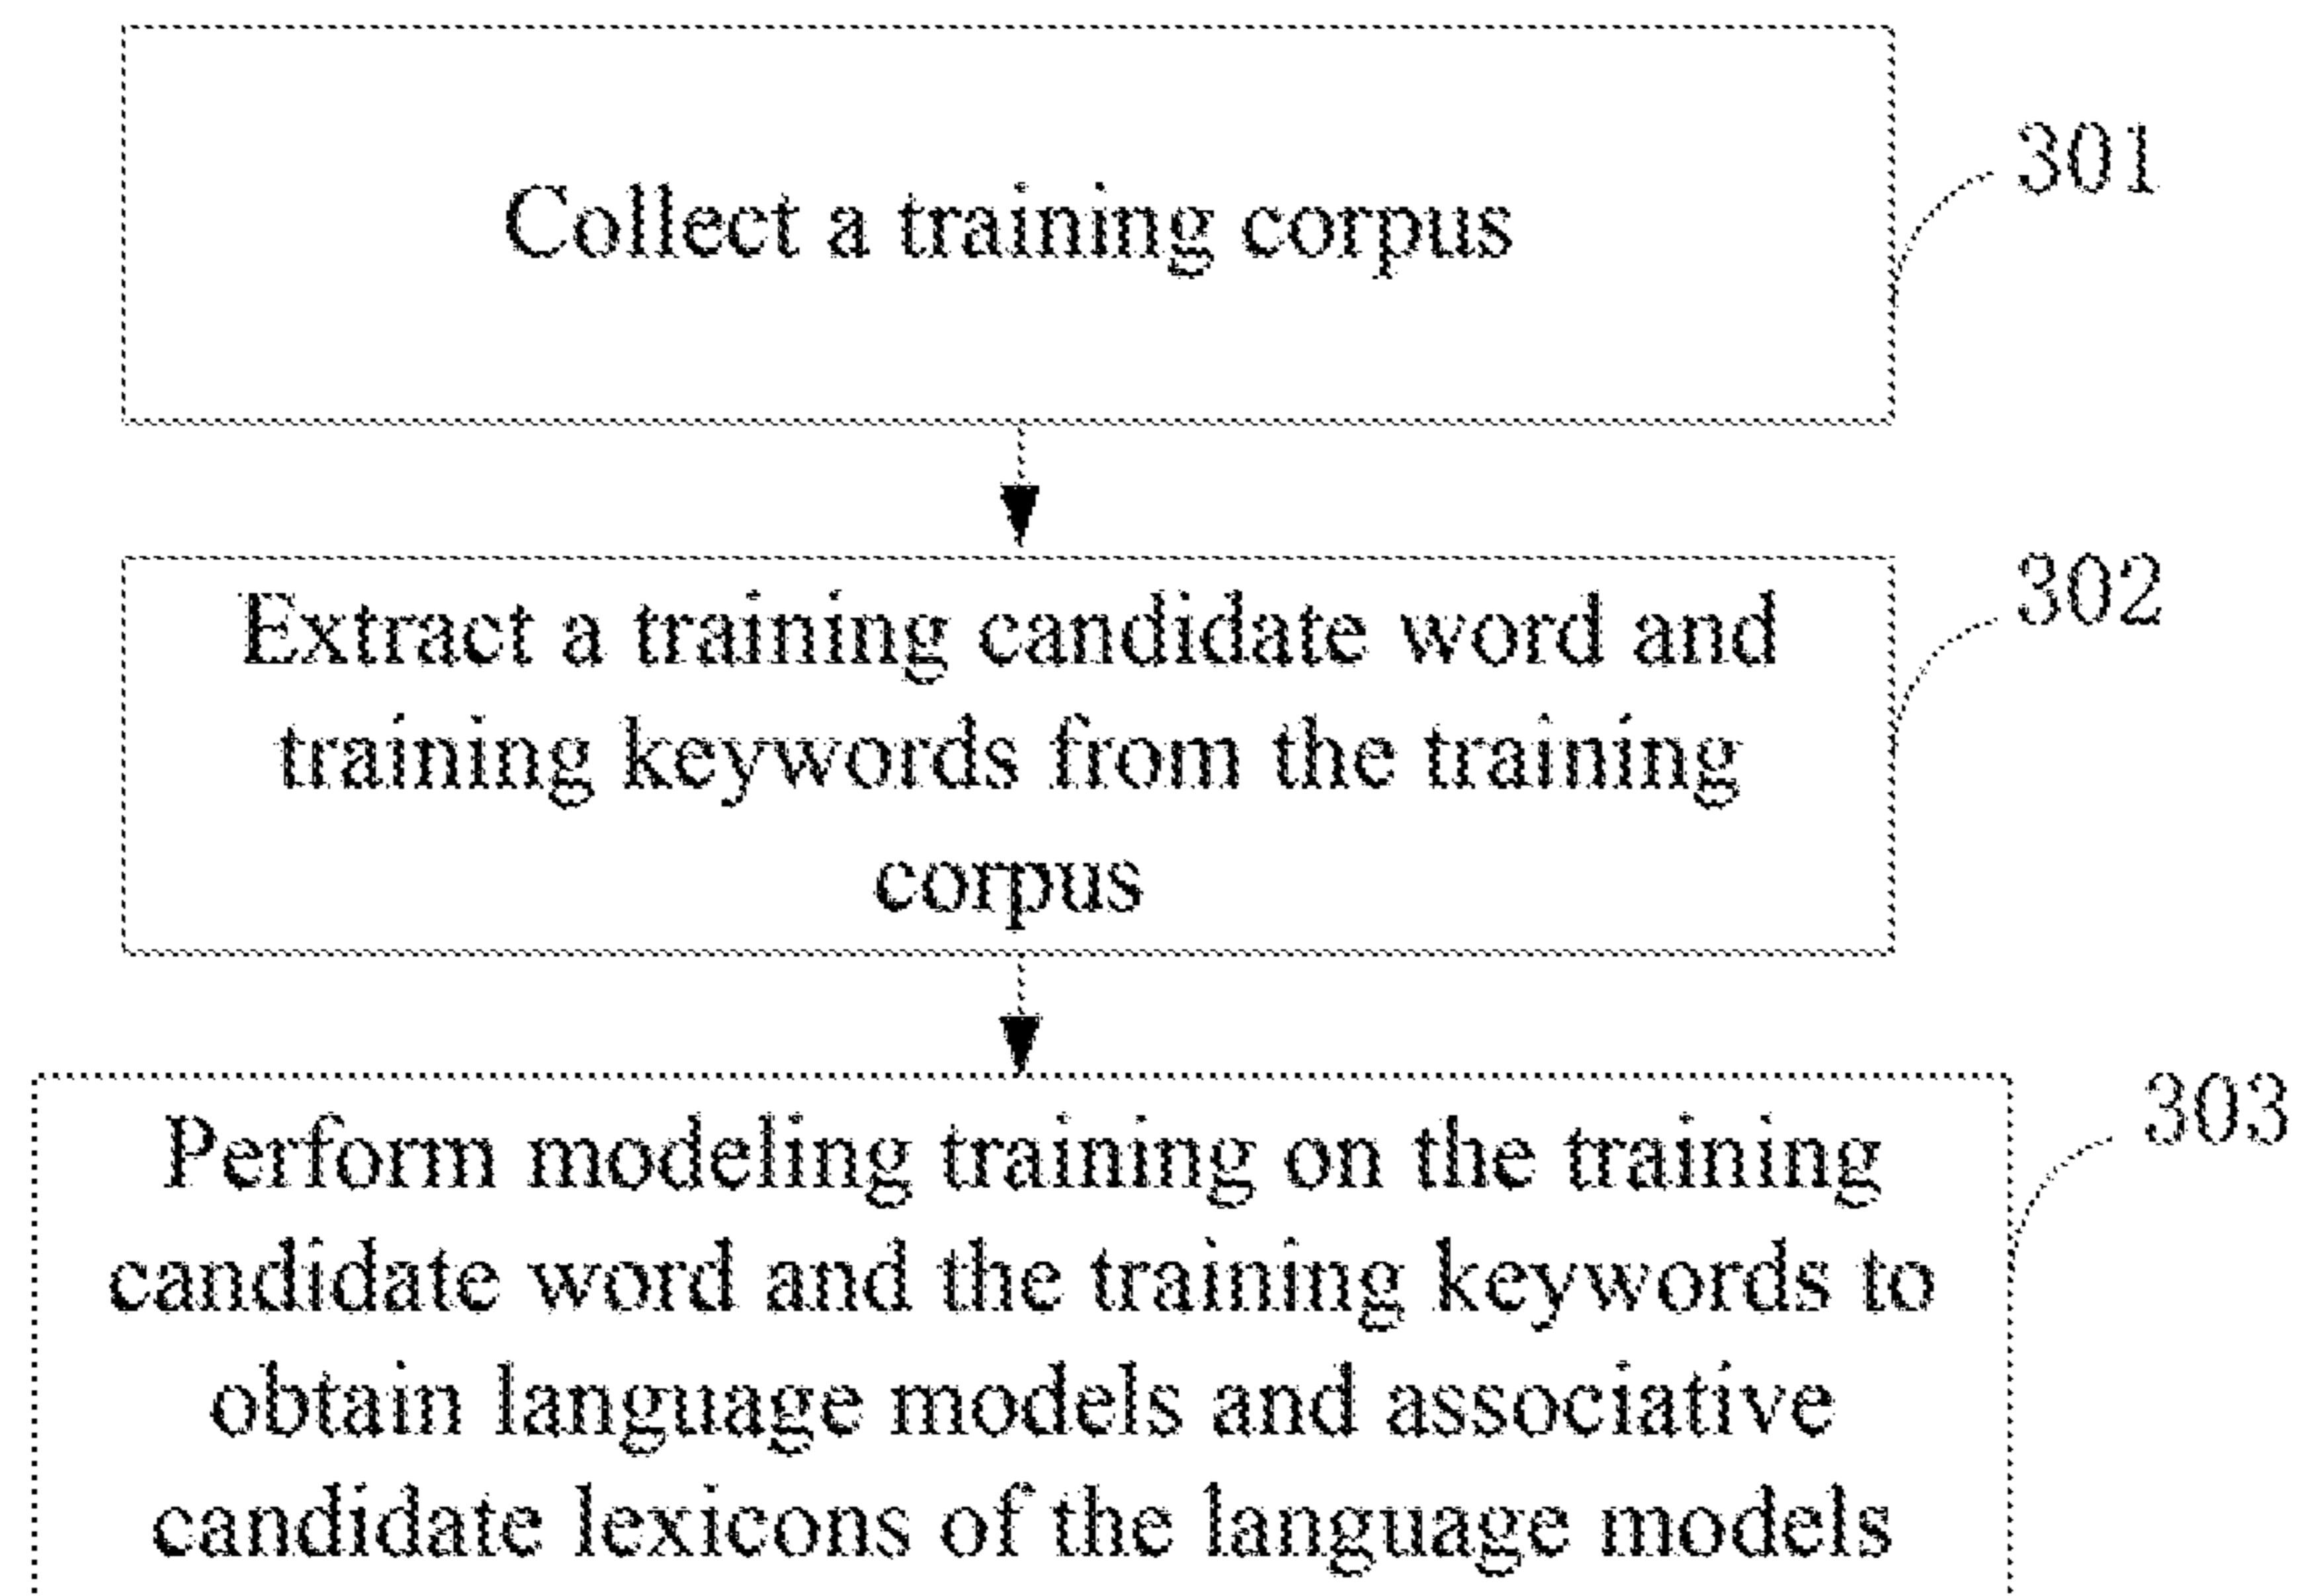 Collect a training corpus
301
Extract a training candidate word and
training keywords from the training
corpus
302
Perform modeling training on the training
candidate word and the training keywords to
obtain language models and associative
candidate lexicons of the language models
303